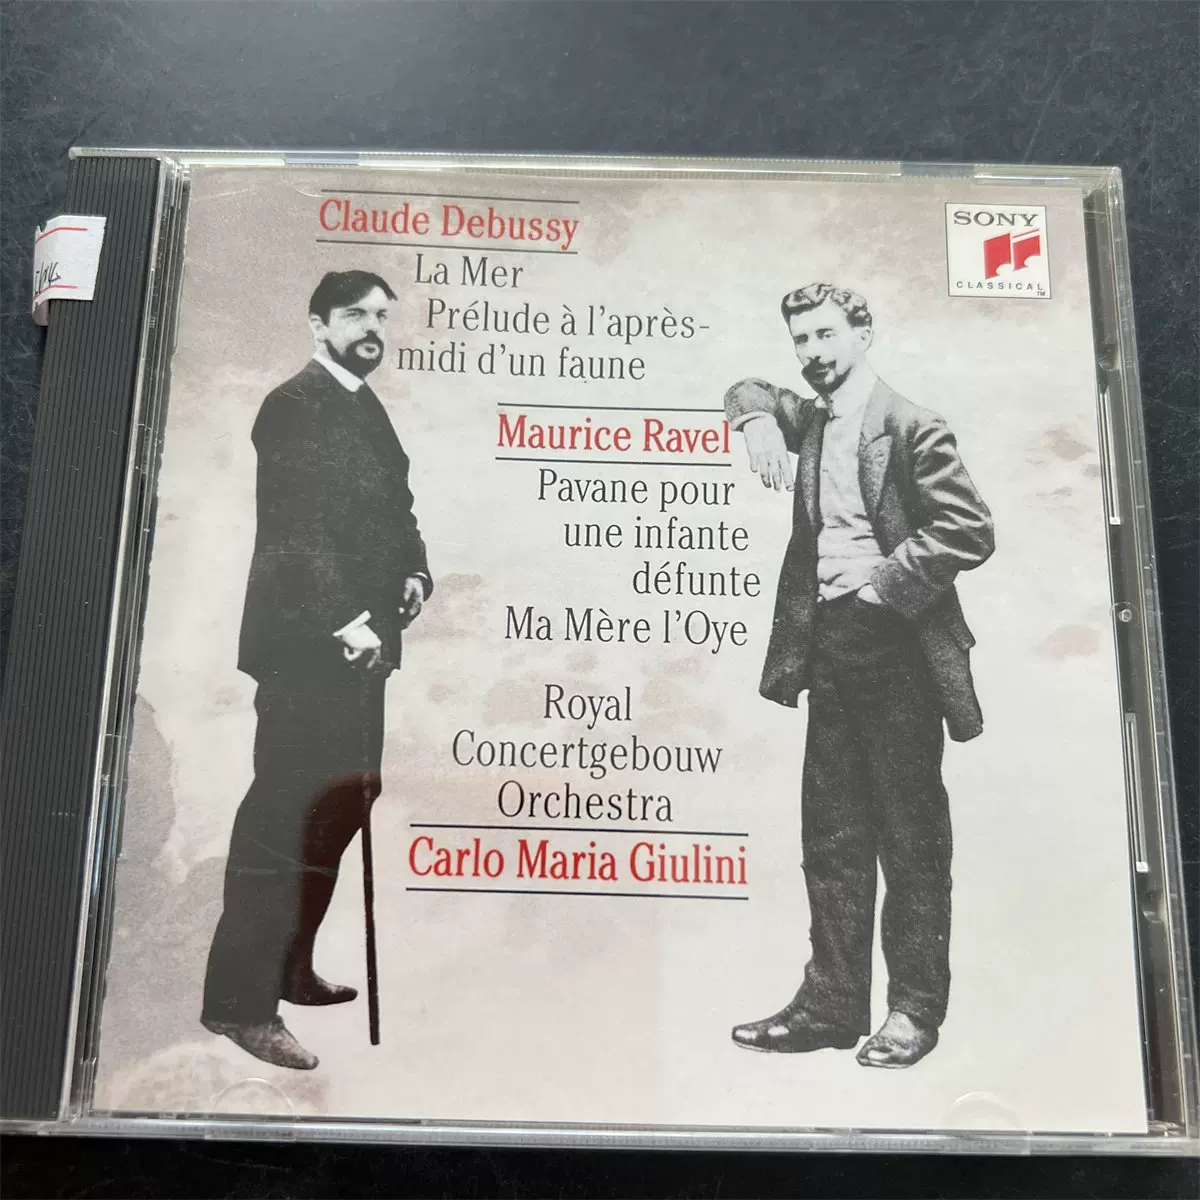 Claude Debussy
La Mer
Prélude à l'après-
midi d'un faune
SONY
CLASSICAL
TM
Maurice Ravel
Pavane pour
une infante
défunte
Ma Mère l'Oye
Royal
Concertgebouw
Orchestra
Carlo Maria Giulini